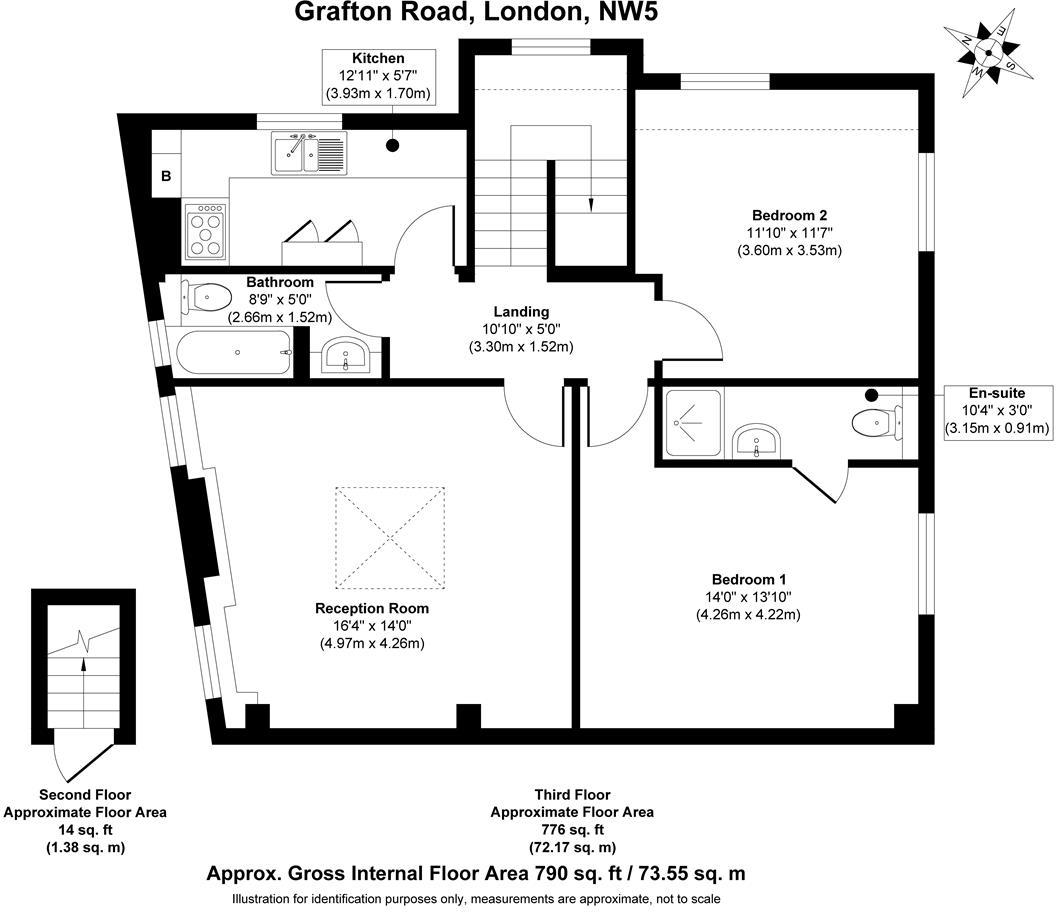 Grafton Road, London, NW5
N
E
S
W
Kitchen
12'11" x 5'7"
(3.93m x 1.70m)
B
Bedroom 2
11'10" x 11'7"
(3.60m x 3.53m)
Bathroom
8'9" x 5'0"
(2.66m x 1.52m)
Landing
10'10" x 5'0"
(3.30m x 1.52m)
En-suite
10'4" x 3'0"
(3.15m x 0.91m)
Bedroom 1
14'0" x 13'10"
(4.26m x 4.22m)
Reception Room
16'4" x 14'0"
(4.97m x 4.26m)
Second Floor
Approximate Floor Area
14 sq. ft
(1.38 sq. m)
Third Floor
Approximate Floor Area
776 sq. ft
(72.17 sq. m)
Approx. Gross Internal Floor Area 790 sq. ft / 73.55 sq. m
Illustration for identification purposes only, measurements are approximate, not to scale